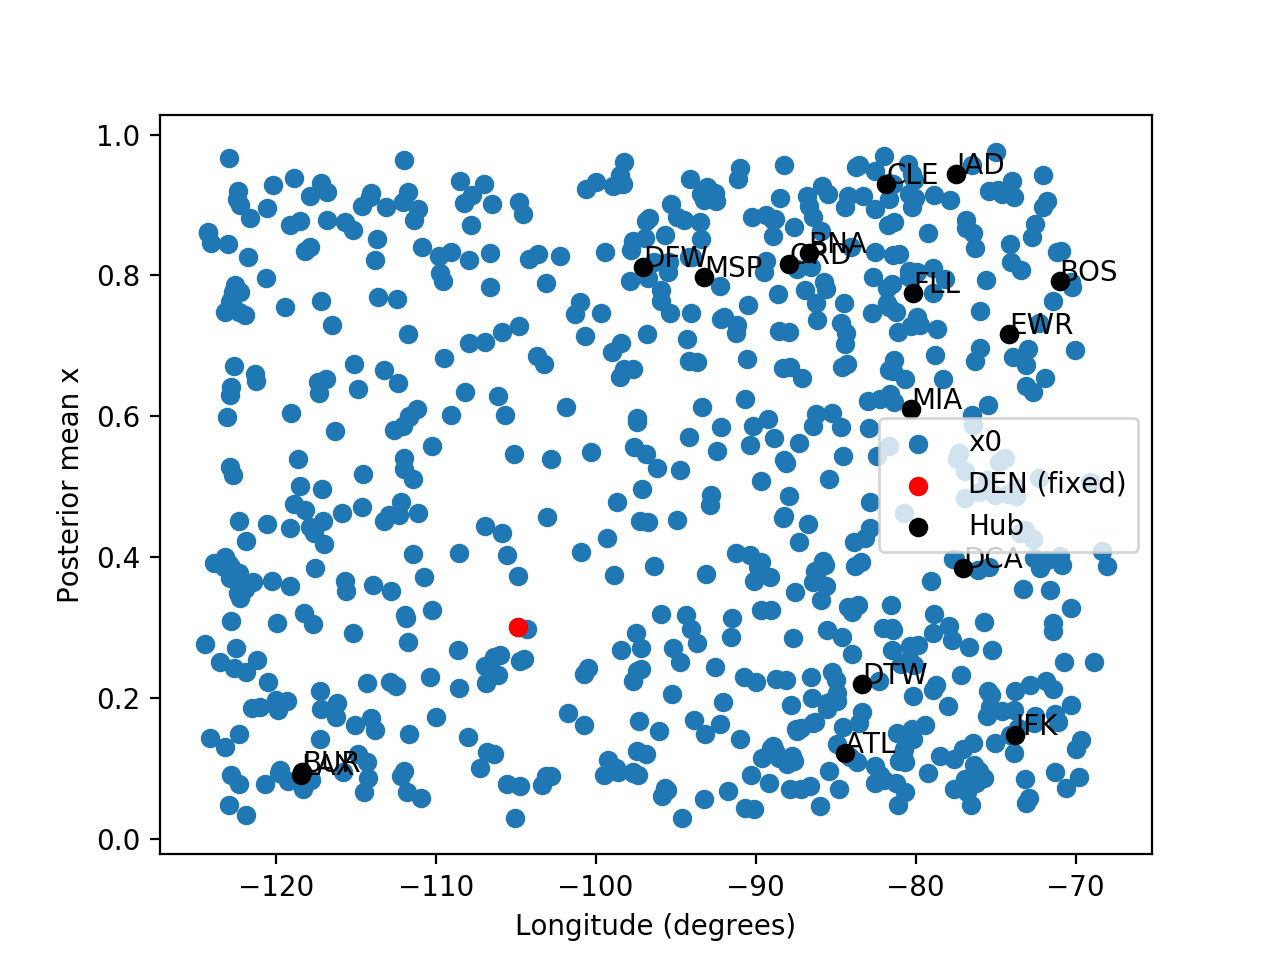 1.0
0.8
0.6
0.4
0.2
0.0
Posterior mean x
CLE
IAD
BNA
ORD
DFW
MSP
BOS
FLL
EWR
MIA
x0
DEN (fixed)
Hub
DCA
DTW
JFK
ATL
BUR
LAX
−120
−110
−100
−90
−80
−70
Longitude (degrees)